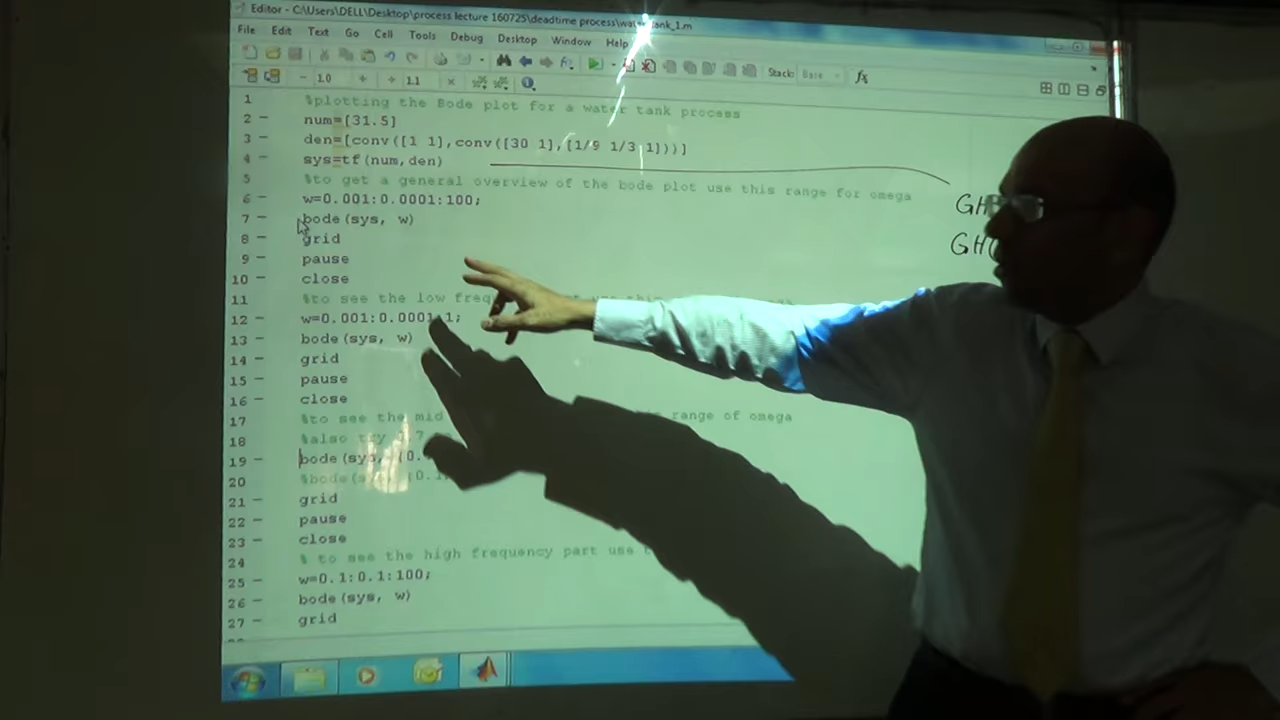 Editor - C:\Users\DELL\Desktop\process lecture 160725\deadtime process\water_tank_1.m
File Edit Text Go Cell Tools Debug Desktop Window Help
1.0 1.1 Stack: Base fx
1 %plotting the Bode plot for a water tank process
2 num=[31.5]
3 den=[conv([1 1],conv([30 1],[1/9 1/3 1]))]
4 sys=tf(num,den)
5 %to get a general overview of the bode plot use this range for omega
6 w=0.001:0.0001:100;
7 bode(sys, w)
8 grid
9 pause
10 close
11 %to see the low
12 w=0.001:0.0001:1;
13 bode(sys, w)
14 grid
15 pause
16 close
17 %to see the mid range of omega
18 %also try
19 bode(sys,
20
21 grid
22 pause
23 close
24 % to see the high frequency part use
25 w=0.1:0.1:100;
26 bode(sys, w)
27 grid
GH
GH(